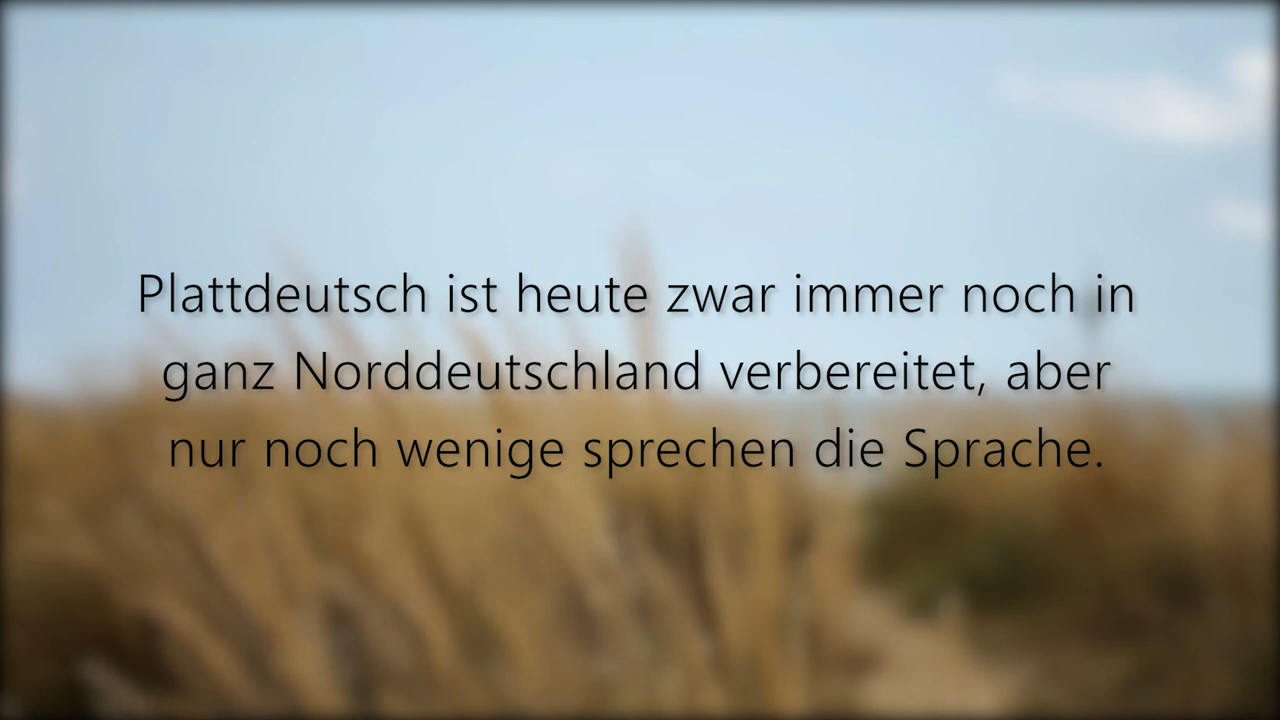 Plattdeutsch ist heute zwar immer noch in
ganz Norddeutschland verbereitet, aber
nur noch wenige sprechen die Sprache.